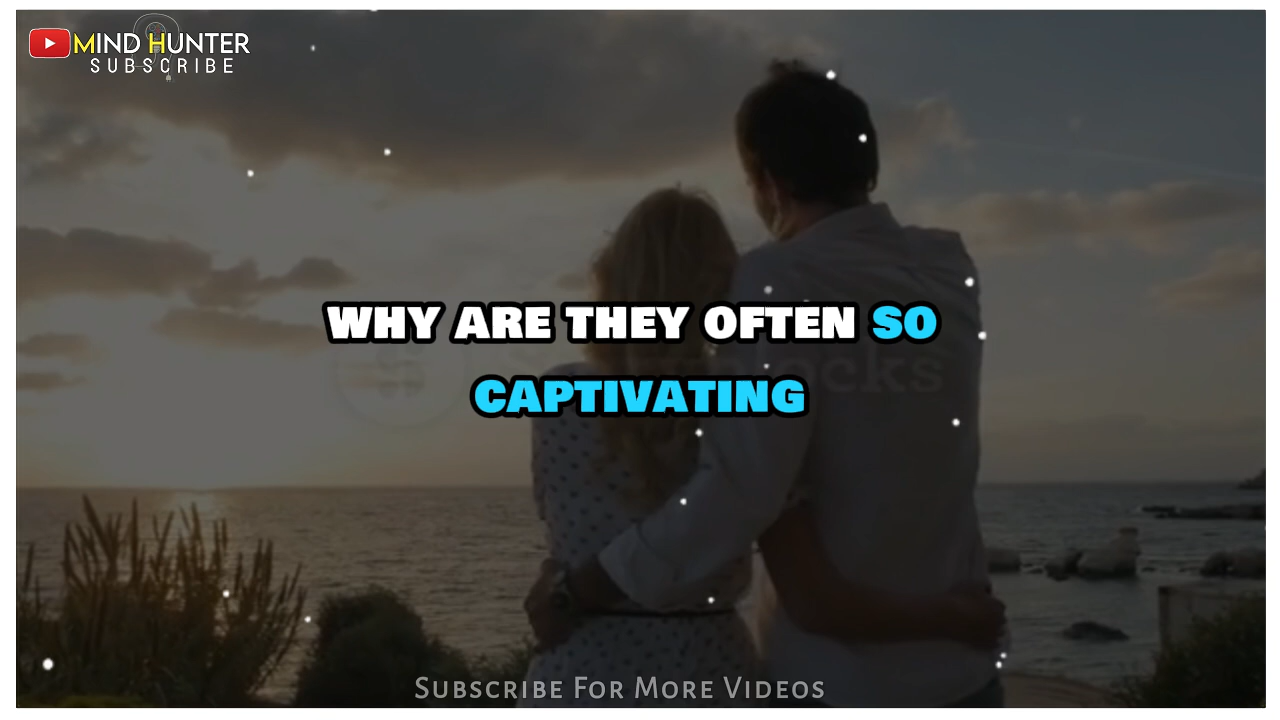 MIND HUNTER
SUBSCRIBE
WHY ARE THEY OFTEN SO
CAPTIVATING
SUBSCRIBE FOR MORE VIDEOS